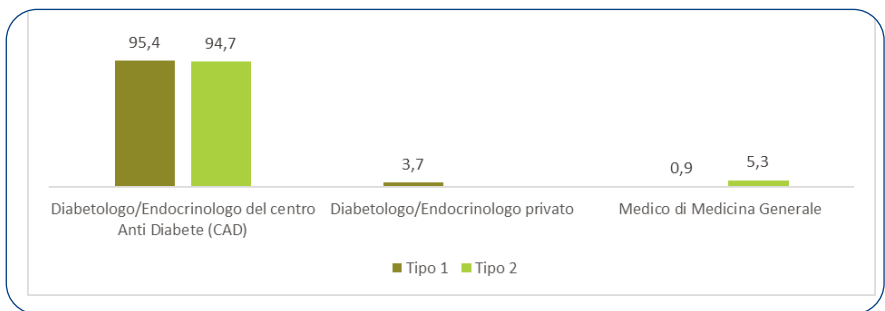 95,4
94,7
3,7
0,9
5,3
Diabetologo/Endocrinologo del centro
Anti Diabete (CAD)
Diabetologo/Endocrinologo privato
Medico di Medicina Generale
Tipo 1
Tipo 2